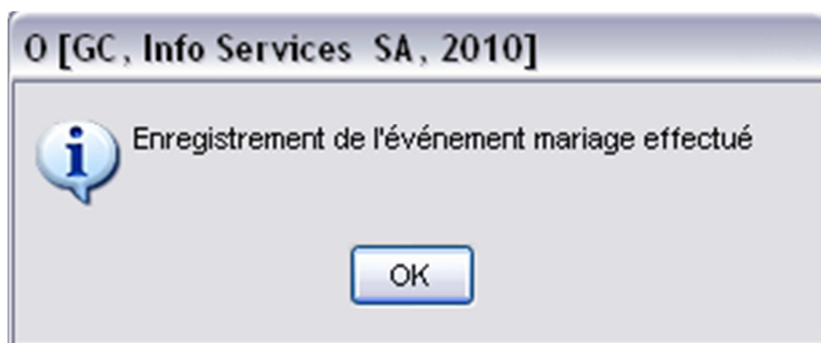 O [GC, Info Services SA, 2010]
Enregistrement de l'événement mariage effectué
OK